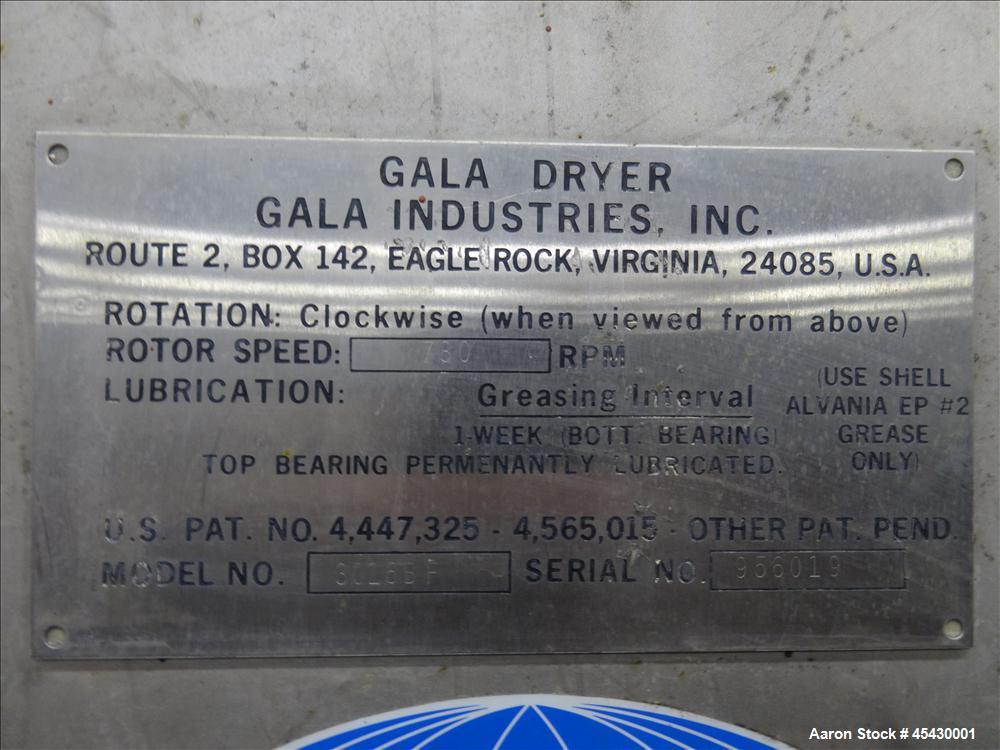 GALA DRYER
GALA INDUSTRIES, INC.
ROUTE 2, BOX 142, EAGLE ROCK, VIRGINIA, 24085, U.S.A.
ROTATION: Clockwise (when viewed from above)
ROTOR SPEED: RPM
LUBRICATION: Greasing Interval
(USE SHELL
ALVANIA EP #2
GREASE
ONLY)
1-WEEK (BOTT. BEARING)
TOP BEARING PERMENANTLY LUBRICATED.
U.S. PAT. NO. 4,447,325 - 4,565,015 - OTHER PAT. PEND.
MODEL NO. SERIAL NO. 966019
Aaron Stock # 45430001